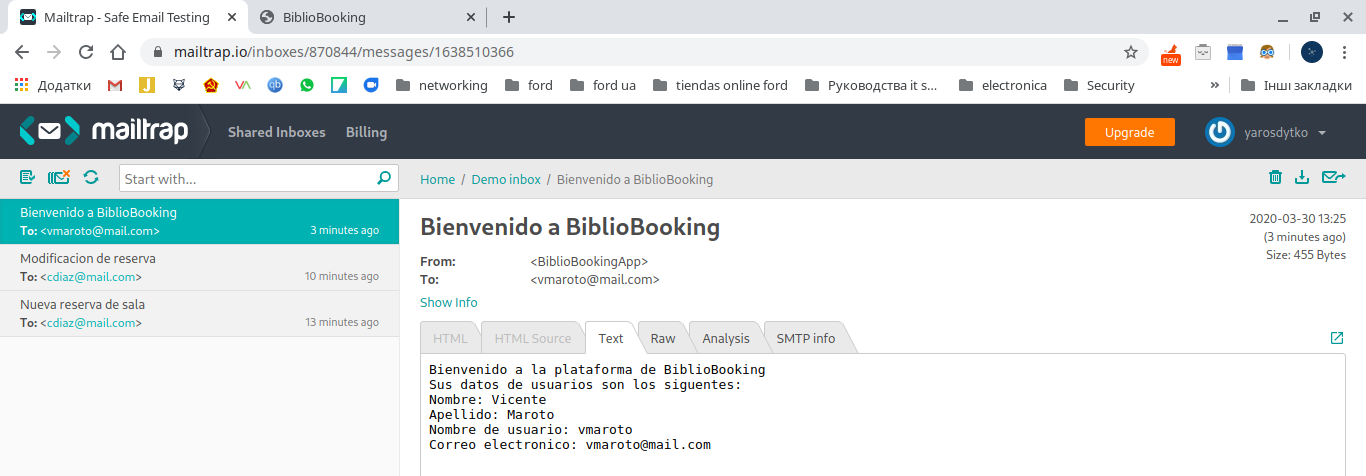 Mailtrap - Safe Email Testing
BiblioBooking
mailtrap.io/inboxes/870844/messages/1638510366
new
Додатки
networking
ford
ford ua
tiendas online ford
Руководства it s...
electronica
Security
»
Інші закладки
mailtrap
Shared Inboxes
Billing
Upgrade
yarosdytko
Start with...
Home / Demo inbox / Bienvenido a BiblioBooking
Bienvenido a BiblioBooking
To: <vmaroto@mail.com>
3 minutes ago
Modificacion de reserva
To: <cdiaz@mail.com>
10 minutes ago
Nueva reserva de sala
To: <cdiaz@mail.com>
13 minutes ago
Bienvenido a BiblioBooking
2020-03-30 13:25
(3 minutes ago)
Size: 455 Bytes
From: <BiblioBookingApp>
To: <vmaroto@mail.com>
Show Info
HTML
HTML Source
Text
Raw
Analysis
SMTP info
Bienvenido a la plataforma de BiblioBooking
Sus datos de usuarios son los siguentes:
Nombre: Vicente
Apellido: Maroto
Nombre de usuario: vmaroto
Correo electronico: vmaroto@mail.com